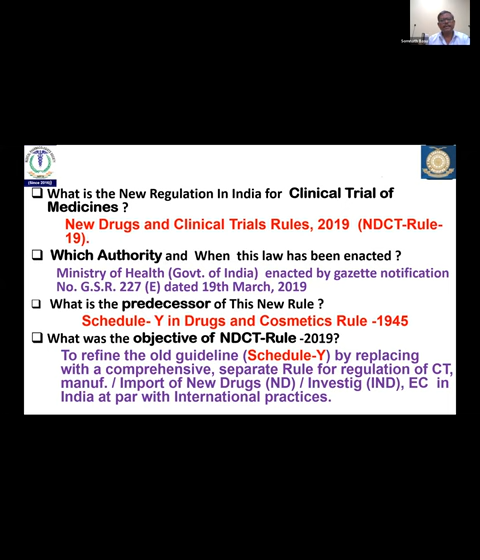 (Since 2016)
❑ What is the New Regulation In India for Clinical Trial of
Medicines ?
New Drugs and Clinical Trials Rules, 2019 (NDCT-Rule-
19).
❑ Which Authority and When this law has been enacted ?
Ministry of Health (Govt. of India) enacted by gazette notification
No. G.S.R. 227 (E) dated 19th March, 2019
❑ What is the predecessor of This New Rule ?
Schedule- Y in Drugs and Cosmetics Rule -1945
❑ What was the objective of NDCT-Rule -2019?
To refine the old guideline (Schedule-Y) by replacing
with a comprehensive, separate Rule for regulation of CT,
manuf. / Import of New Drugs (ND) / Investig (IND), EC in
India at par with International practices.